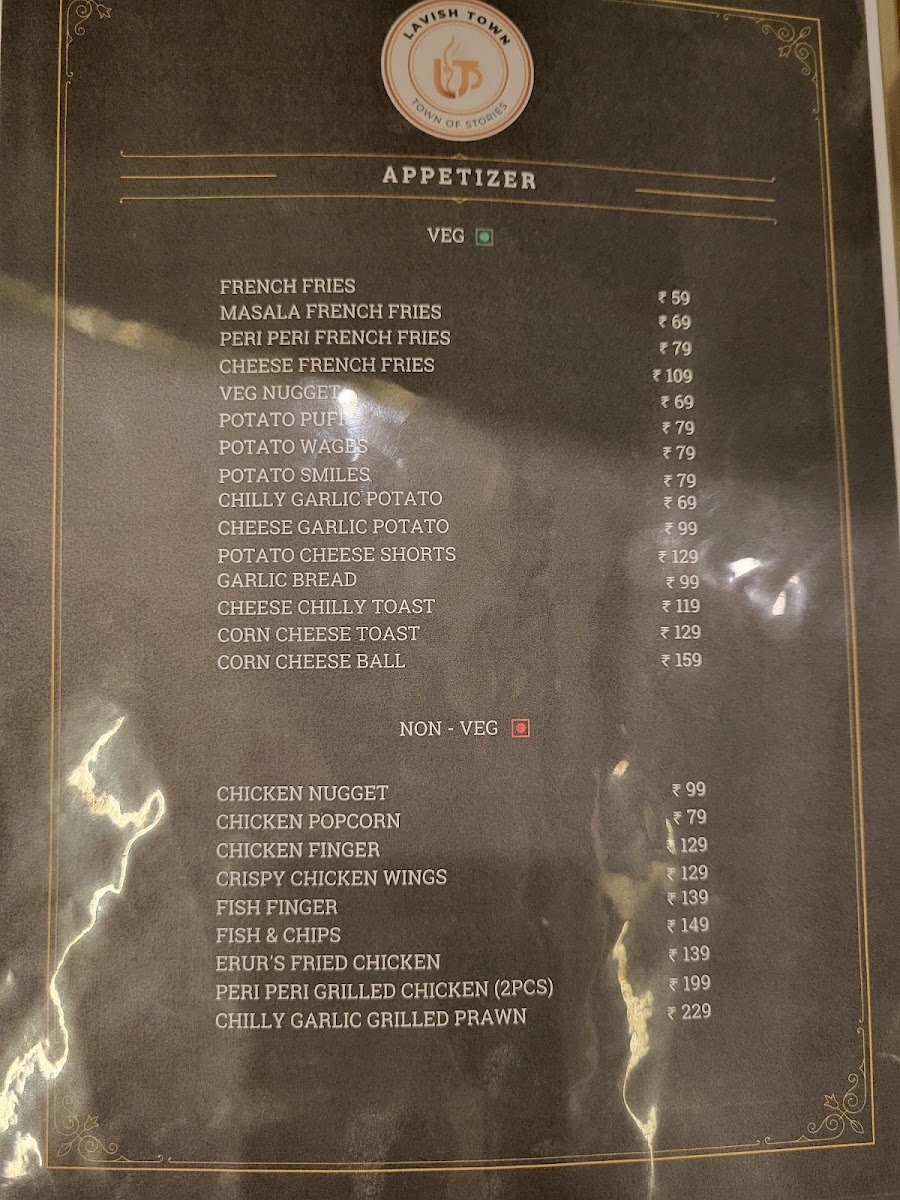 LAVISH TOWN
LTS
TOWN OF STORIES
APPETIZER
VEG
FRENCH FRIES ₹ 59
MASALA FRENCH FRIES ₹ 69
PERI PERI FRENCH FRIES ₹ 79
CHEESE FRENCH FRIES ₹ 109
VEG NUGGET ₹ 69
POTATO PUFF ₹ 79
POTATO WAGES ₹ 79
POTATO SMILES ₹ 79
CHILLY GARLIC POTATO ₹ 69
CHEESE GARLIC POTATO ₹ 99
POTATO CHEESE SHORTS ₹ 129
GARLIC BREAD ₹ 99
CHEESE CHILLY TOAST ₹ 119
CORN CHEESE TOAST ₹ 129
CORN CHEESE BALL ₹ 159
NON - VEG
CHICKEN NUGGET ₹ 99
CHICKEN POPCORN ₹ 79
CHICKEN FINGER ₹ 129
CRISPY CHICKEN WINGS ₹ 129
FISH FINGER ₹ 139
FISH & CHIPS ₹ 149
ERUR'S FRIED CHICKEN ₹ 139
PERI PERI GRILLED CHICKEN (2PCS) ₹ 199
CHILLY GARLIC GRILLED PRAWN ₹ 229